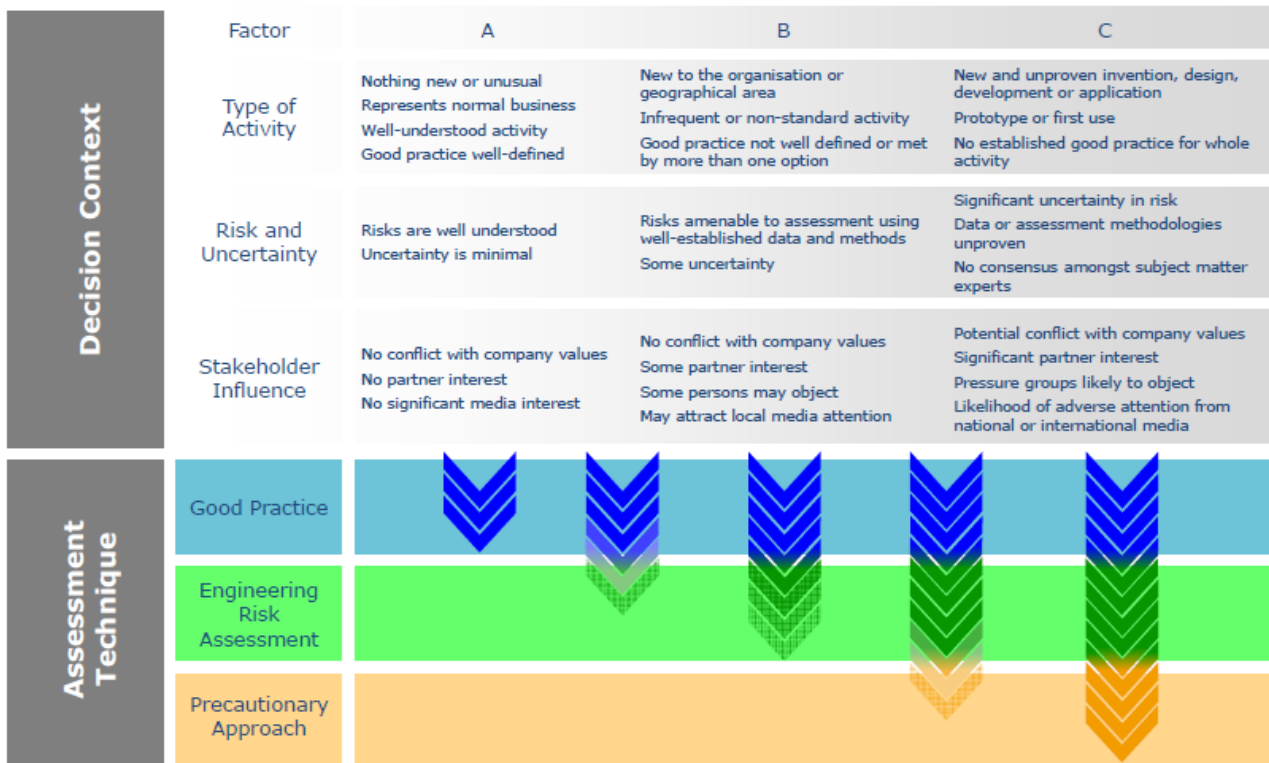 Decision Context
Factor
A
B
C
Type of
Activity
Nothing new or unusual
Represents normal business
Well-understood activity
Good practice well-defined
New to the organisation or
geographical area
Infrequent or non-standard activity
Good practice not well defined or met
by more than one option
New and unproven invention, design,
development or application
Prototype or first use
No established good practice for whole
activity
Risk and
Uncertainty
Risks are well understood
Uncertainty is minimal
Risks amenable to assessment using
well-established data and methods
Some uncertainty
Significant uncertainty in risk
Data or assessment methodologies
unproven
No consensus amongst subject matter
experts
Stakeholder
Influence
No conflict with company values
No partner interest
No significant media interest
No conflict with company values
Some partner interest
Some persons may object
May attract local media attention
Potential conflict with company values
Significant partner interest
Pressure groups likely to object
Likelihood of adverse attention from
national or international media
Assessment
Technique
Good Practice
Engineering
Risk
Assessment
Precautionary
Approach